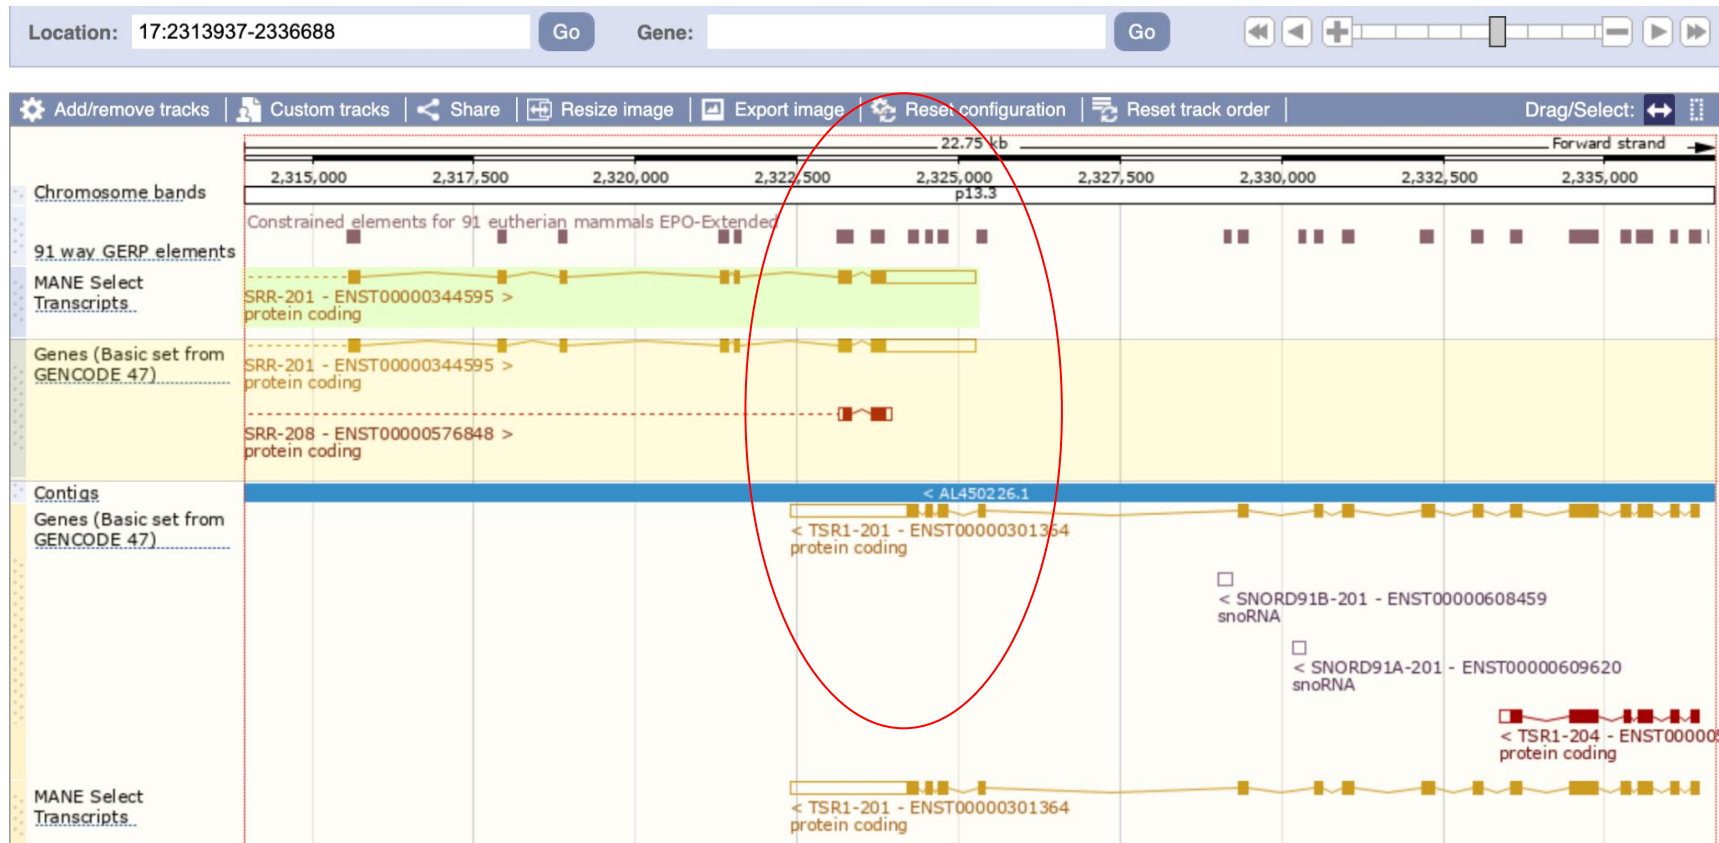 Location: 17:2313937-2336688 Go Gene: Go
Add/remove tracks Custom tracks Share Resize image Export image Reset configuration Reset track order Drag/Select:
22.75 kb Forward strand
2,315,000 2,317,500 2,320,000 2,322,500 2,325,000 2,327,500 2,330,000 2,332,500 2,335,000
Chromosome bands p13.3
Constrained elements for 91 eutherian mammals EPO-Extended
91 way GERP elements
MANE Select
Transcripts
SRR-201 - ENST00000344595 >
protein coding
Genes (Basic set from
GENCODE 47)
SRR-201 - ENST00000344595 >
protein coding
SRR-208 - ENST00000576848 >
protein coding
Contigs < AL450226.1
Genes (Basic set from
GENCODE 47)
< TSR1-201 - ENST00000301364
protein coding
< SNORD91B-201 - ENST00000608459
snoRNA
< SNORD91A-201 - ENST00000609620
snoRNA
< TSR1-204 - ENST00000
protein coding
MANE Select
Transcripts
< TSR1-201 - ENST00000301364
protein coding